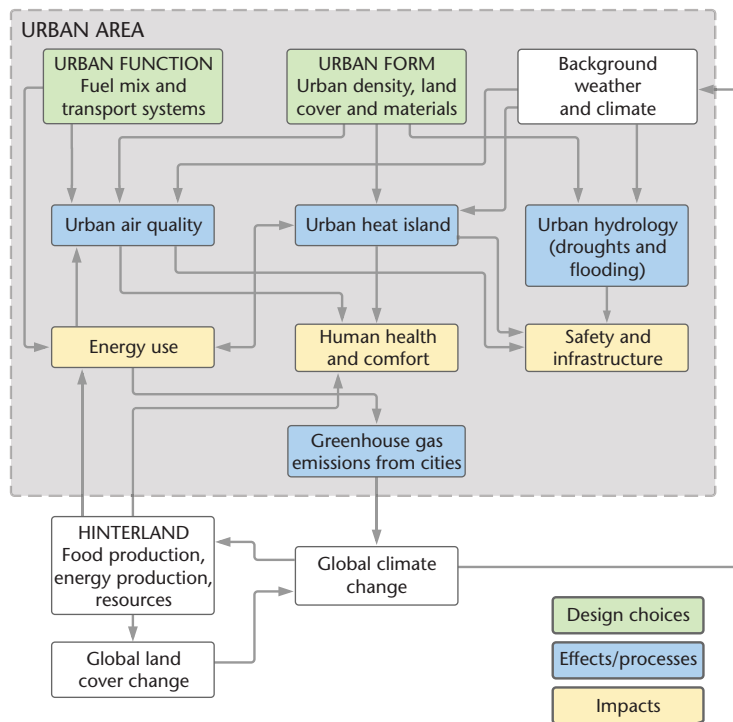 URBAN AREA
URBAN FUNCTION
Fuel mix and
transport systems
URBAN FORM
Urban density, land
cover and materials
Background
weather
and climate
Urban air quality
Urban heat island
Urban hydrology
(droughts and
flooding)
Energy use
Human health
and comfort
Safety and
infrastructure
Greenhouse gas
emissions from cities
HINTERLAND
Food production,
energy production,
resources
Global climate
change
Global land
cover change
Design choices
Effects/processes
Impacts